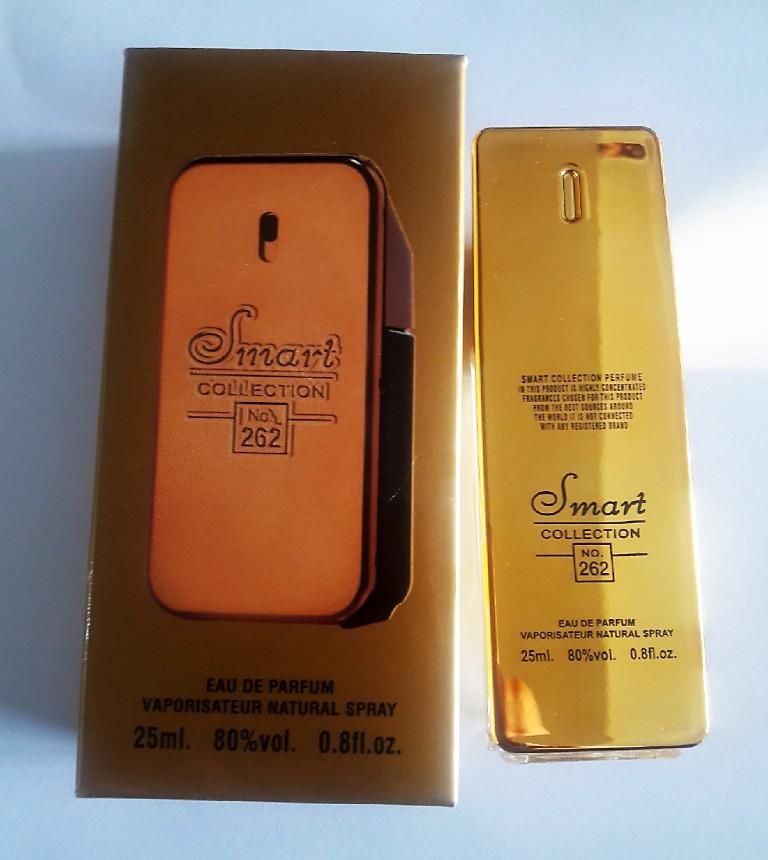 Smart
COLLECTION
No.
262
EAU DE PARFUM
VAPORISATEUR NATURAL SPRAY
25ml. 80%vol. 0.8fl.oz.
SMART COLLECTION PERFUME
IN THIS PRODUCT IS HIGHLY CONCENTRATED
FRAGRANCES CHOSEN FOR THIS PRODUCT
FROM THE BEST SOURCES AROUND
THE WORLD IT IS NOT CONNECTED
WITH ANY REGISTERED BRAND
Smart
COLLECTION
NO.
262
EAU DE PARFUM
VAPORISATEUR NATURAL SPRAY
25ml. 80%vol. 0.8fl.oz.